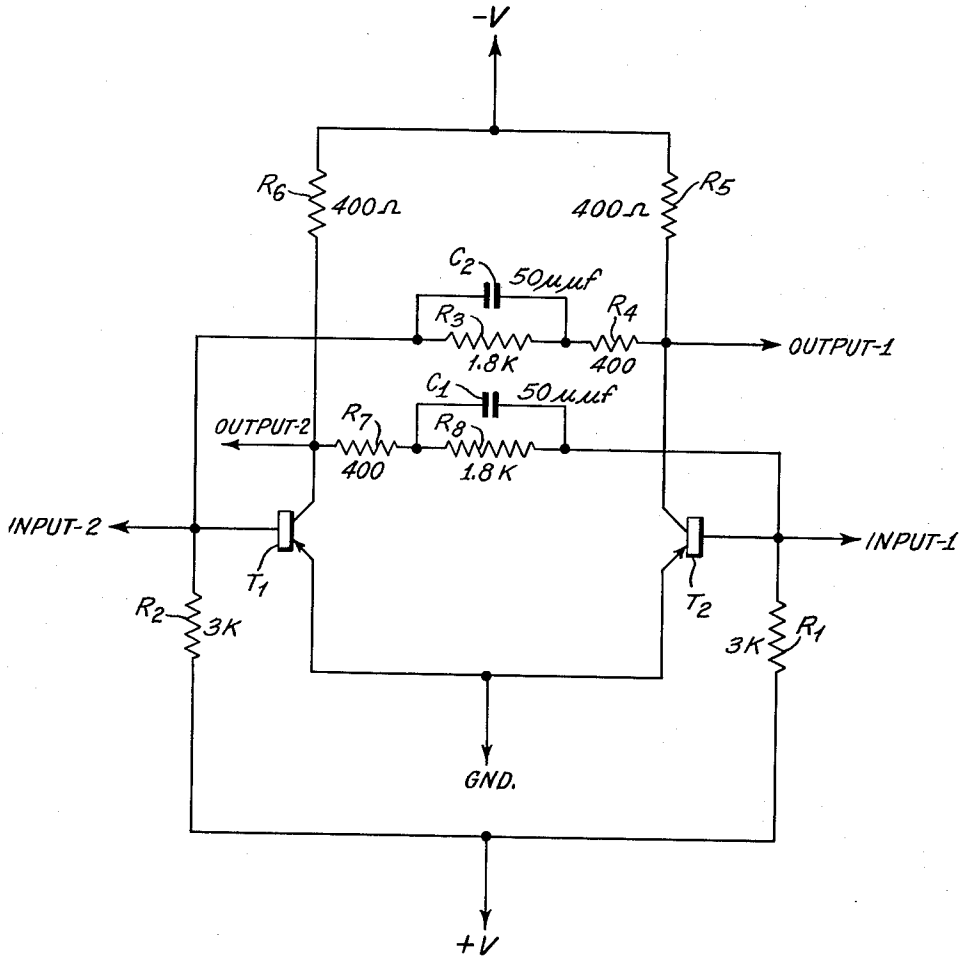 -V
R6
400Ω
400Ω
R5
C2
50μμf
R3
R4
1.8K
400
OUTPUT-1
C1
50μμf
OUTPUT-2
R7
R8
400
1.8K
INPUT-2
INPUT-1
T1
T2
R2
3K
3K
R1
GND.
+V